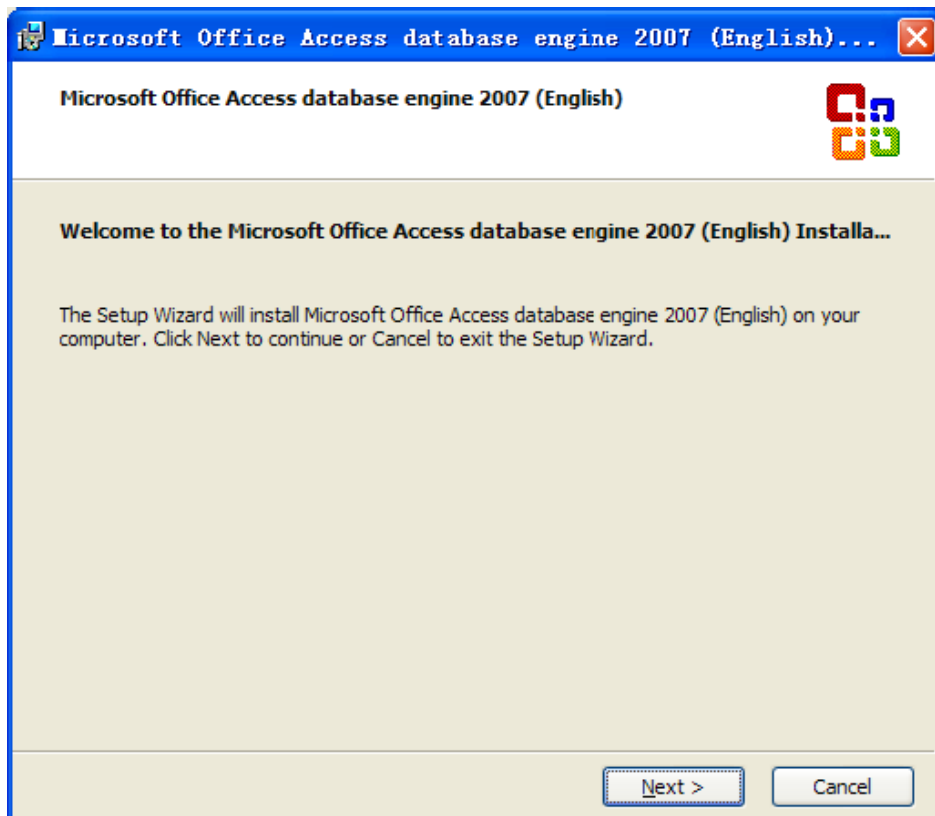 Microsoft Office Access database engine 2007 (English)...
Microsoft Office Access database engine 2007 (English)
Welcome to the Microsoft Office Access database engine 2007 (English) Installa...
The Setup Wizard will install Microsoft Office Access database engine 2007 (English) on your
computer. Click Next to continue or Cancel to exit the Setup Wizard.
Next >
Cancel